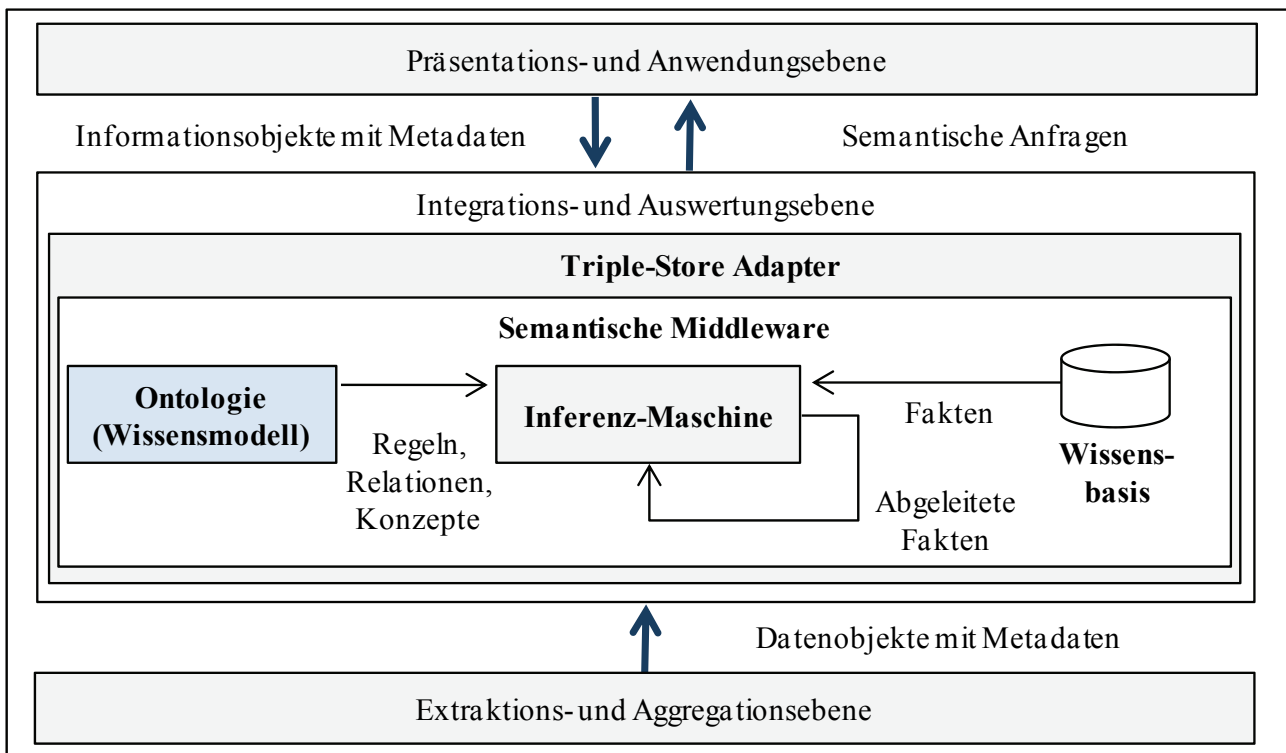 Präsentations- und Anwendungsebene
Informationsobjekte mit Metadaten
Semantische Anfragen
Integrations- und Auswertungsebene
Triple-Store Adapter
Semantische Middleware
Ontologie
(Wissensmodell)
Regeln,
Relationen,
Konzepte
Inferenz-Maschine
Fakten
Abgeleitete
Fakten
Wissens-
basis
Datenobjekte mit Metadaten
Extraktions- und Aggregationsebene